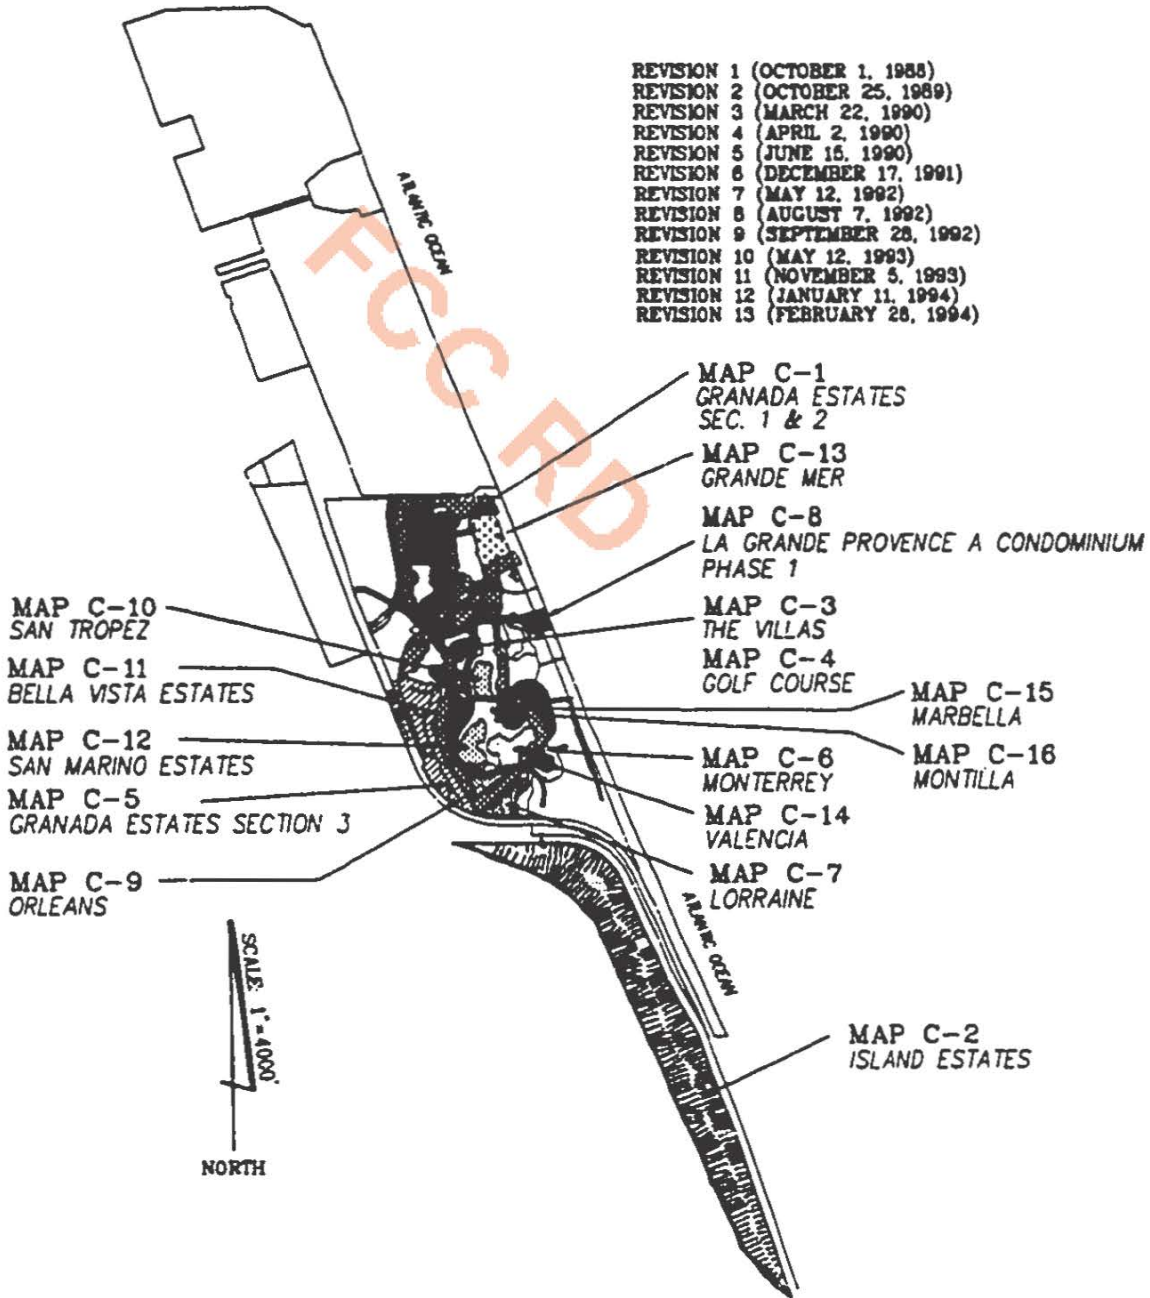 REVISION 1 (OCTOBER 1, 1988)
REVISION 2 (OCTOBER 25, 1989)
REVISION 3 (MARCH 22, 1990)
REVISION 4 (APRIL 2, 1990)
REVISION 5 (JUNE 15, 1990)
REVISION 6 (DECEMBER 17, 1991)
REVISION 7 (MAY 12, 1992)
REVISION 8 (AUGUST 7, 1992)
REVISION 9 (SEPTEMBER 28, 1992)
REVISION 10 (MAY 12, 1993)
REVISION 11 (NOVEMBER 5, 1993)
REVISION 12 (JANUARY 11, 1994)
REVISION 13 (FEBRUARY 28, 1994)
ATLANTIC OCEAN
FCC RD
MAP C-1
GRANADA ESTATES
SEC. 1 & 2
MAP C-13
GRANDE MER
MAP C-8
LA GRANDE PROVENCE A CONDOMINIUM
PHASE 1
MAP C-3
THE VILLAS
MAP C-4
GOLF COURSE
MAP C-15
MARBELLA
MAP C-16
MONTILLA
MAP C-6
MONTERREY
MAP C-14
VALENCIA
MAP C-7
LORRAINE
MAP C-10
SAN TROPEZ
MAP C-11
BELLA VISTA ESTATES
MAP C-12
SAN MARINO ESTATES
MAP C-5
GRANADA ESTATES SECTION 3
MAP C-9
ORLEANS
ATLANTIC OCEAN
SCALE: 1"=4000'
NORTH
MAP C-2
ISLAND ESTATES